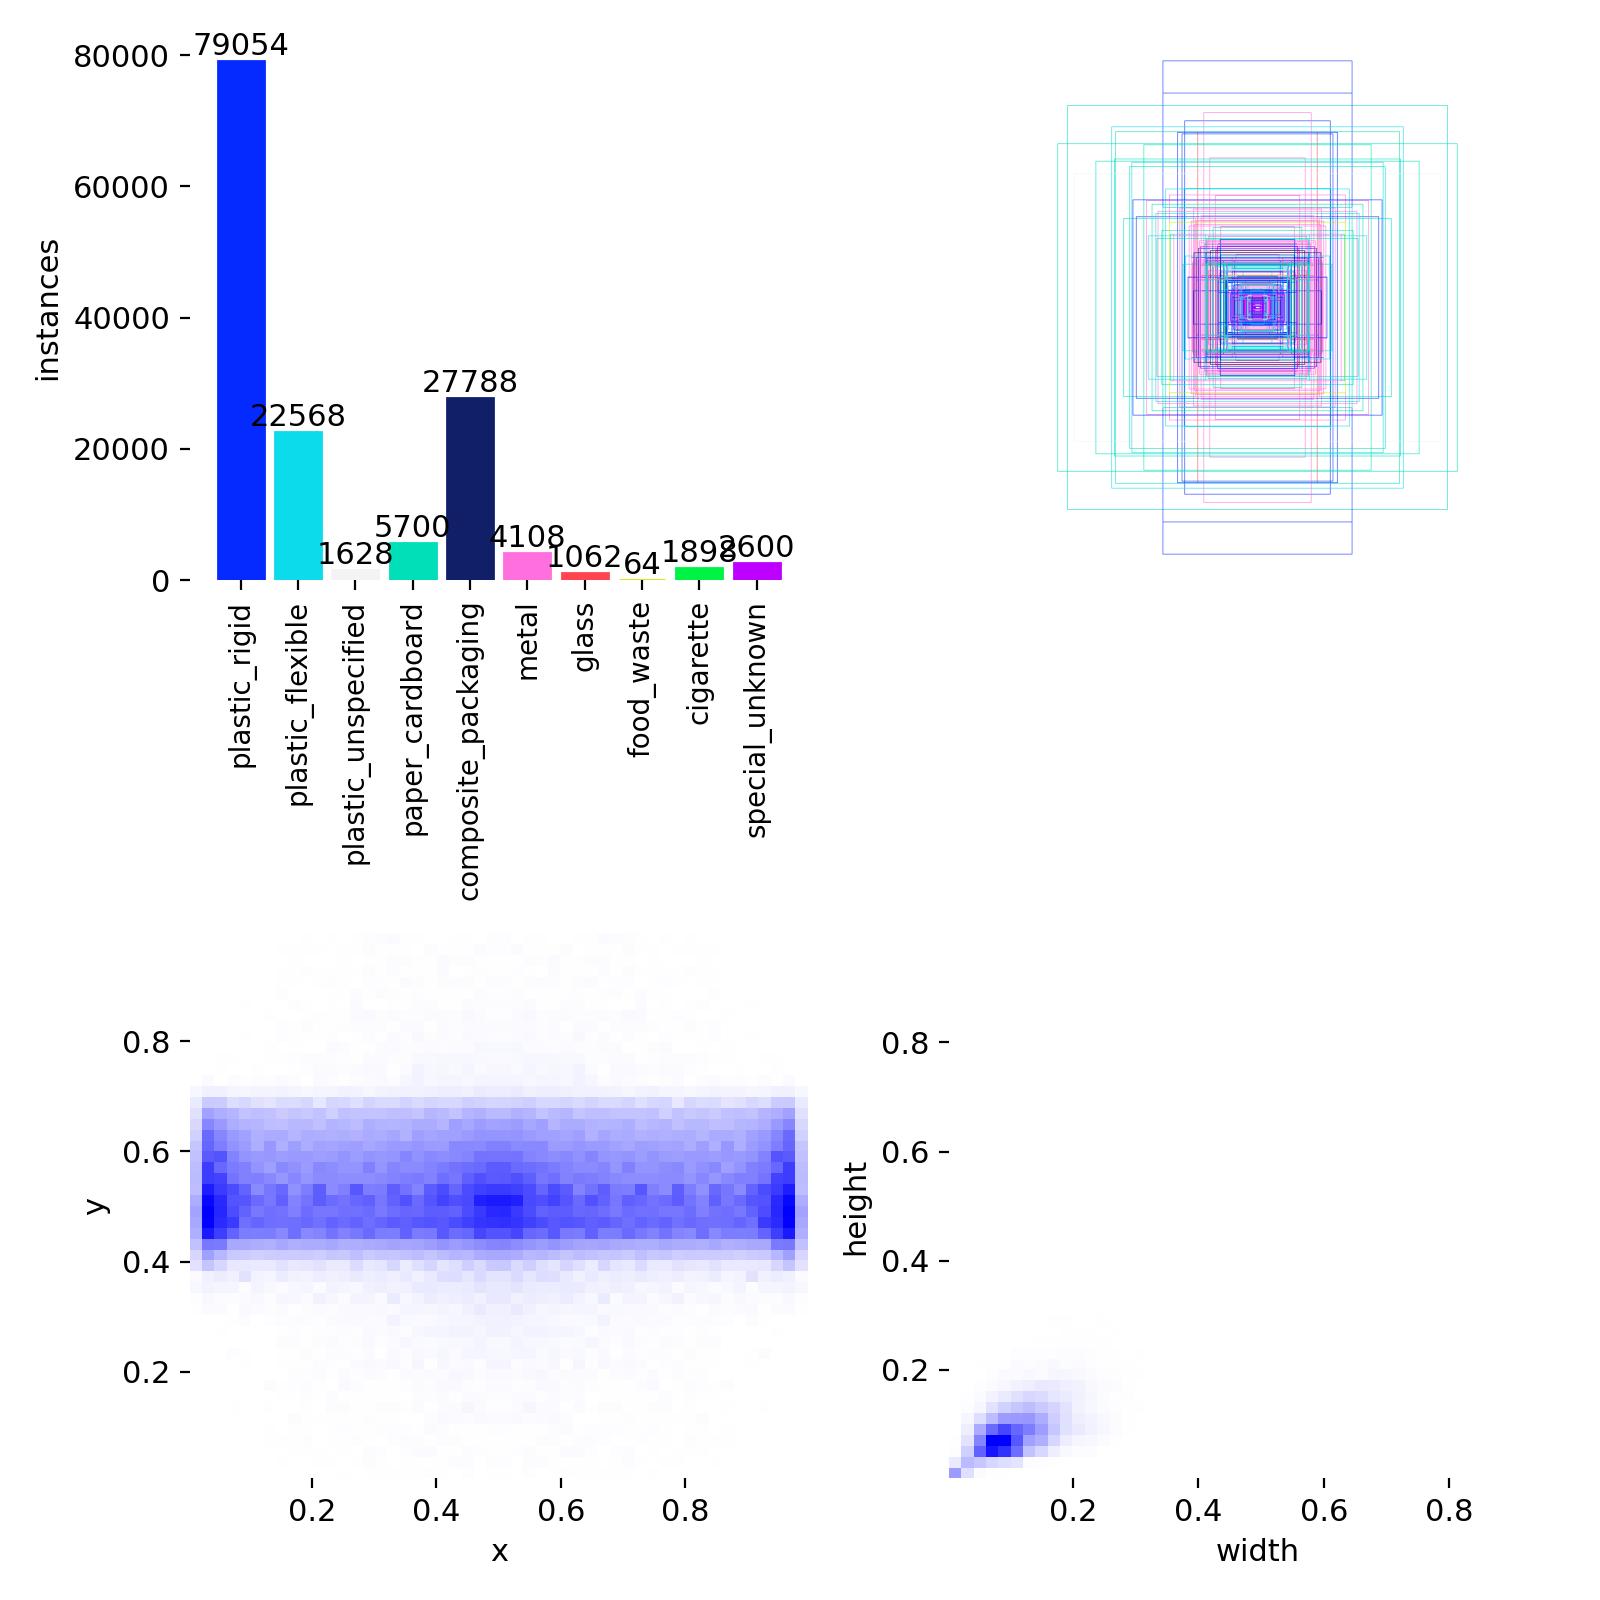 80000
60000
40000
20000
0
instances
79054
22568
1628
5700
27788
4108
1062
64
1898
2600
plastic_rigid
plastic_flexible
plastic_unspecified
paper_cardboard
composite_packaging
metal
glass
food_waste
cigarette
special_unknown
0.8
0.6
0.4
0.2
y
0.2
0.4
0.6
0.8
x
0.8
0.6
0.4
0.2
height
0.2
0.4
0.6
0.8
width